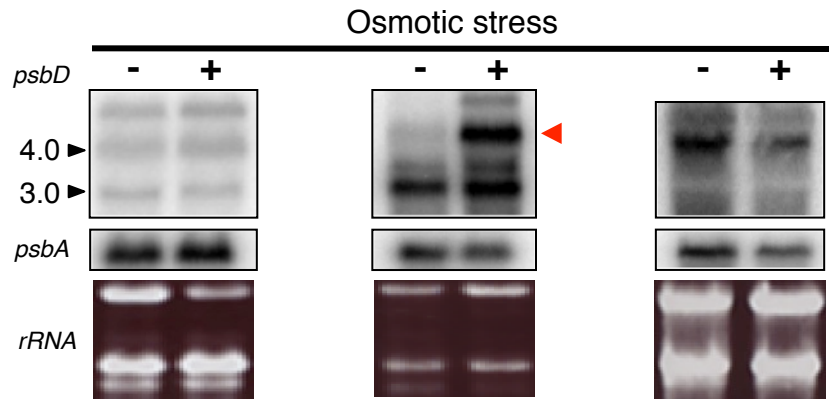 Osmotic stress
psbD - + - + - +
4.0
3.0
psbA
rRNA